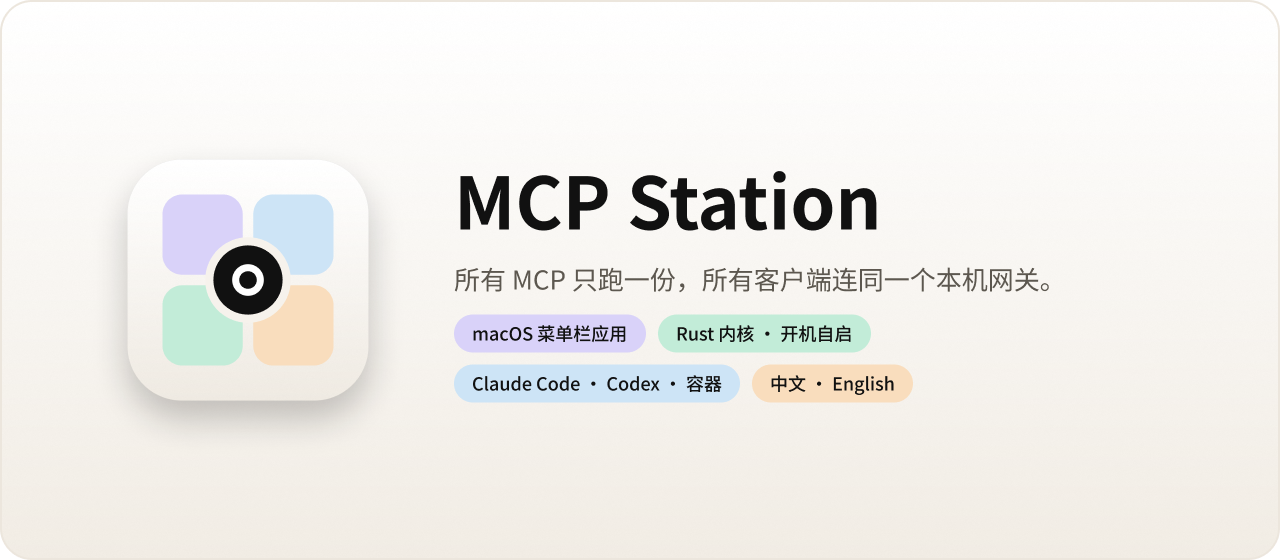 MCP Station
所有 MCP 只跑一份，所有客户端连同一个本机网关。
macOS 菜单栏应用
Rust 内核 · 开机自启
Claude Code · Codex · 容器
中文 · English